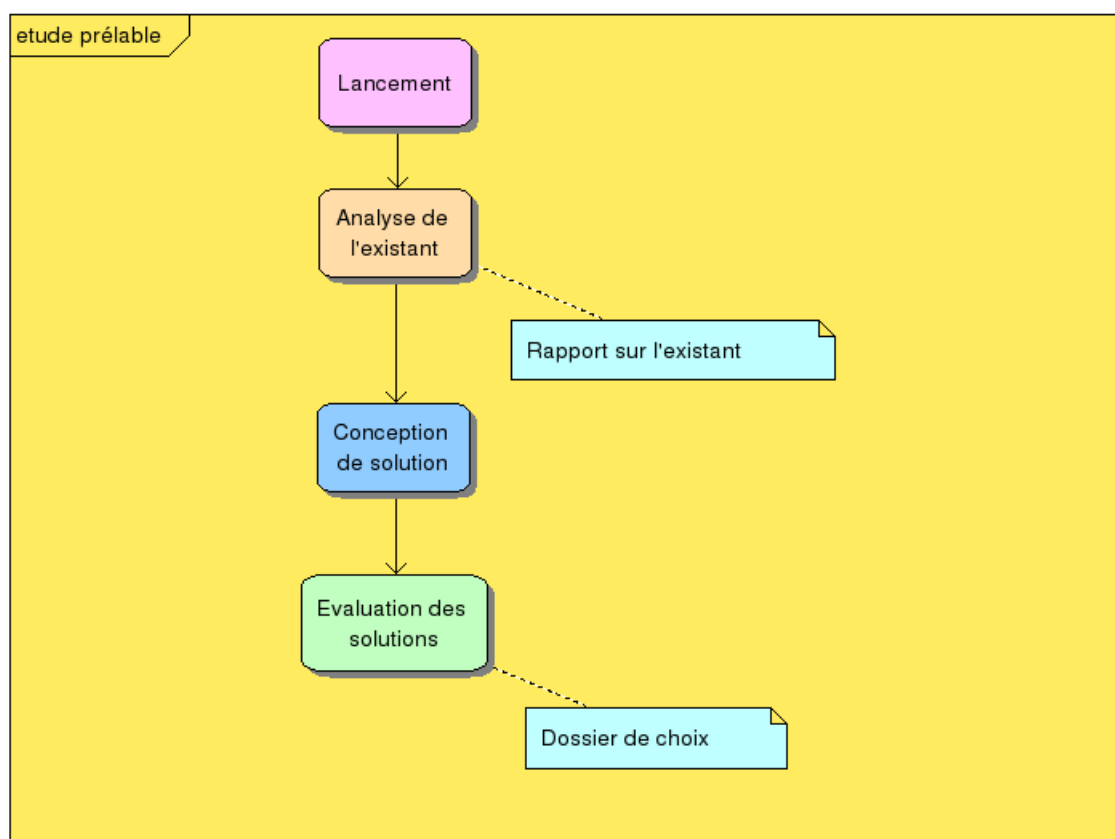 etude prélable
Lancement
Analyse de
l'existant
Rapport sur l'existant
Conception
de solution
Evaluation des
solutions
Dossier de choix